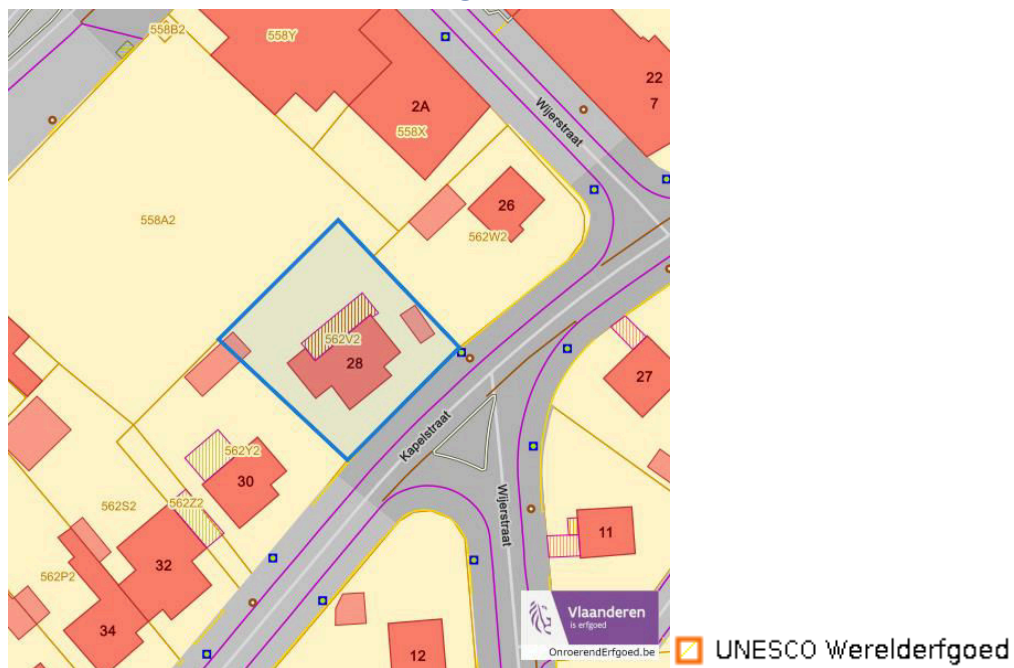 558B2
558Y
22
7
2A
558X
Wijerstraat
26
562W2
558A2
562V2
28
27
Kapelstraat
562Y2
30
Wijerstraat
562S2
562Z2
11
32
562P2
34
12
Vlaanderen
is erfgoed
OnroerendErfgoed.be
UNESCO Werelderfgoed